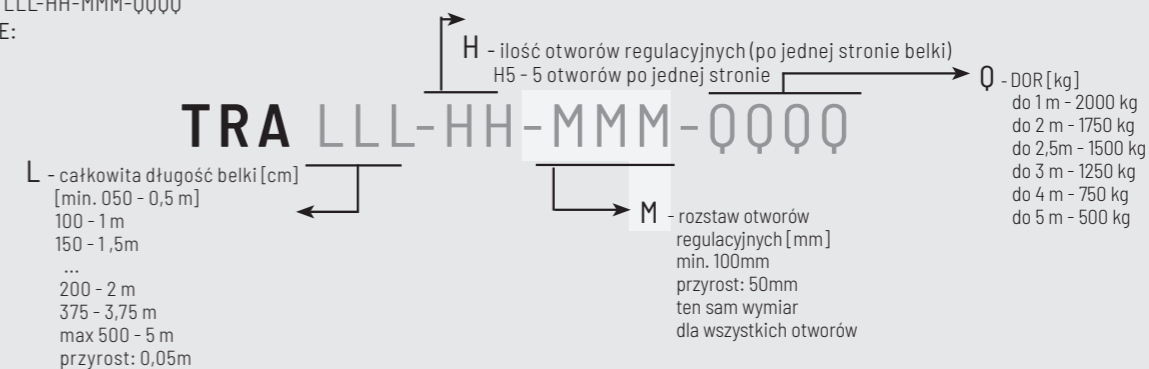 LLL-HH-MMM-QQQQ
E:
H - ilość otworów regulacyjnych (po jednej stronie belki)
H5 - 5 otworów po jednej stronie
Q - DOR [kg]
do 1 m - 2000 kg
do 2 m - 1750 kg
do 2,5m - 1500 kg
do 3 m - 1250 kg
do 4 m - 750 kg
do 5 m - 500 kg
TRA LLL-HH-MMM-QQQQ
L - całkowita długość belki [cm]
[min. 050 - 0,5 m]
100 - 1 m
150 - 1 ,5m
...
200 - 2 m
375 - 3,75 m
max 500 - 5 m
przyrost: 0,05m
M - rozstaw otworów
regulacyjnych [mm]
min. 100mm
przyrost: 50mm
ten sam wymiar
dla wszystkich otworów